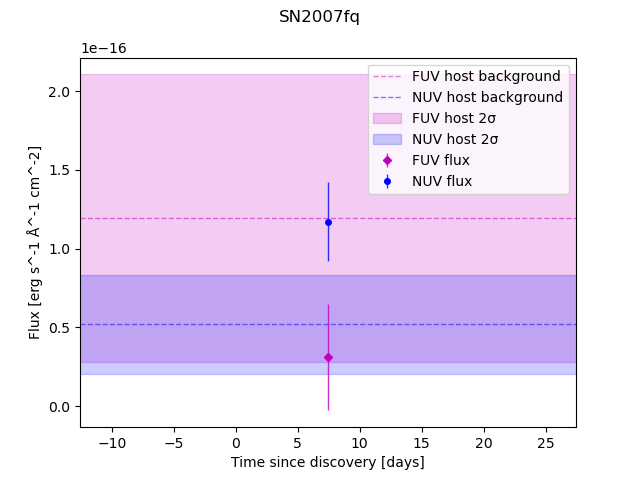 SN2007fq
1e−16
FUV host background
NUV host background
FUV host 2σ
NUV host 2σ
FUV flux
NUV flux
2.0
1.5
1.0
0.5
0.0
Flux [erg s^-1 Å^-1 cm^-2]
−10 −5 0 5 10 15 20 25
Time since discovery [days]